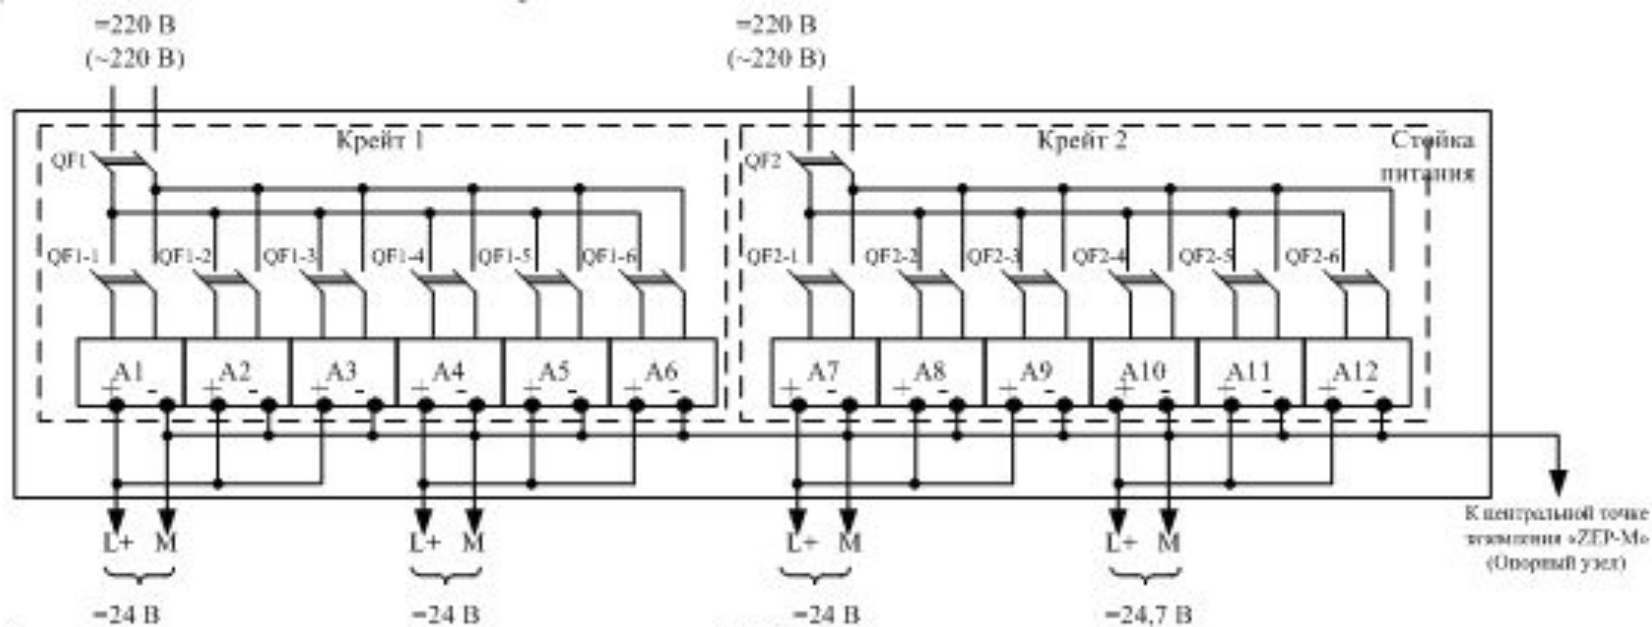 =220 В
(~220 В)
=220 В
(~220 В)
Крейт 1
Крейт 2
Стойка
питания
QF1
QF2
QF1-1
QF1-2
QF1-3
QF1-4
QF1-5
QF1-6
QF2-1
QF2-2
QF2-3
QF2-4
QF2-5
QF2-6
A1
A2
A3
A4
A5
A6
A7
A8
A9
A10
A11
A12
+ -
+ -
+ -
+ -
+ -
+ -
+ -
+ -
+ -
+ -
+ -
+ -
L+ M
L+ M
L+ M
L+ M
=24 В
=24 В
=24 В
=24,7 В
К центральной точке
заземления «ZEP-M»
(Опорный узел)